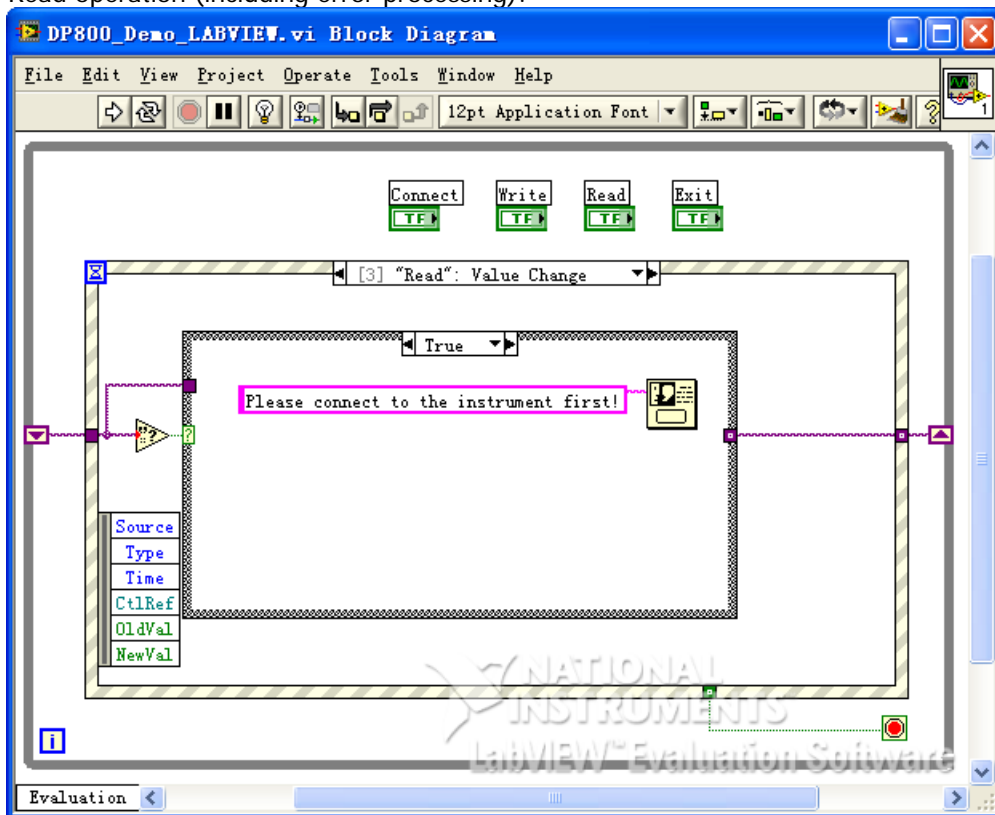 Read operation (including error processing):
DP800_Demo_LABVIEW.vi Block Diagram
File Edit View Project Operate Tools Window Help
12pt Application Font
1
Connect Write Read Exit
TF TF TF TF
[3] "Read": Value Change
True
Please connect to the instrument first!
"?
?
Source
Type
Time
CtlRef
OldVal
NewVal
NATIONAL
INSTRUMENTS
LabVIEW™ Evaluation Software
i
Evaluation